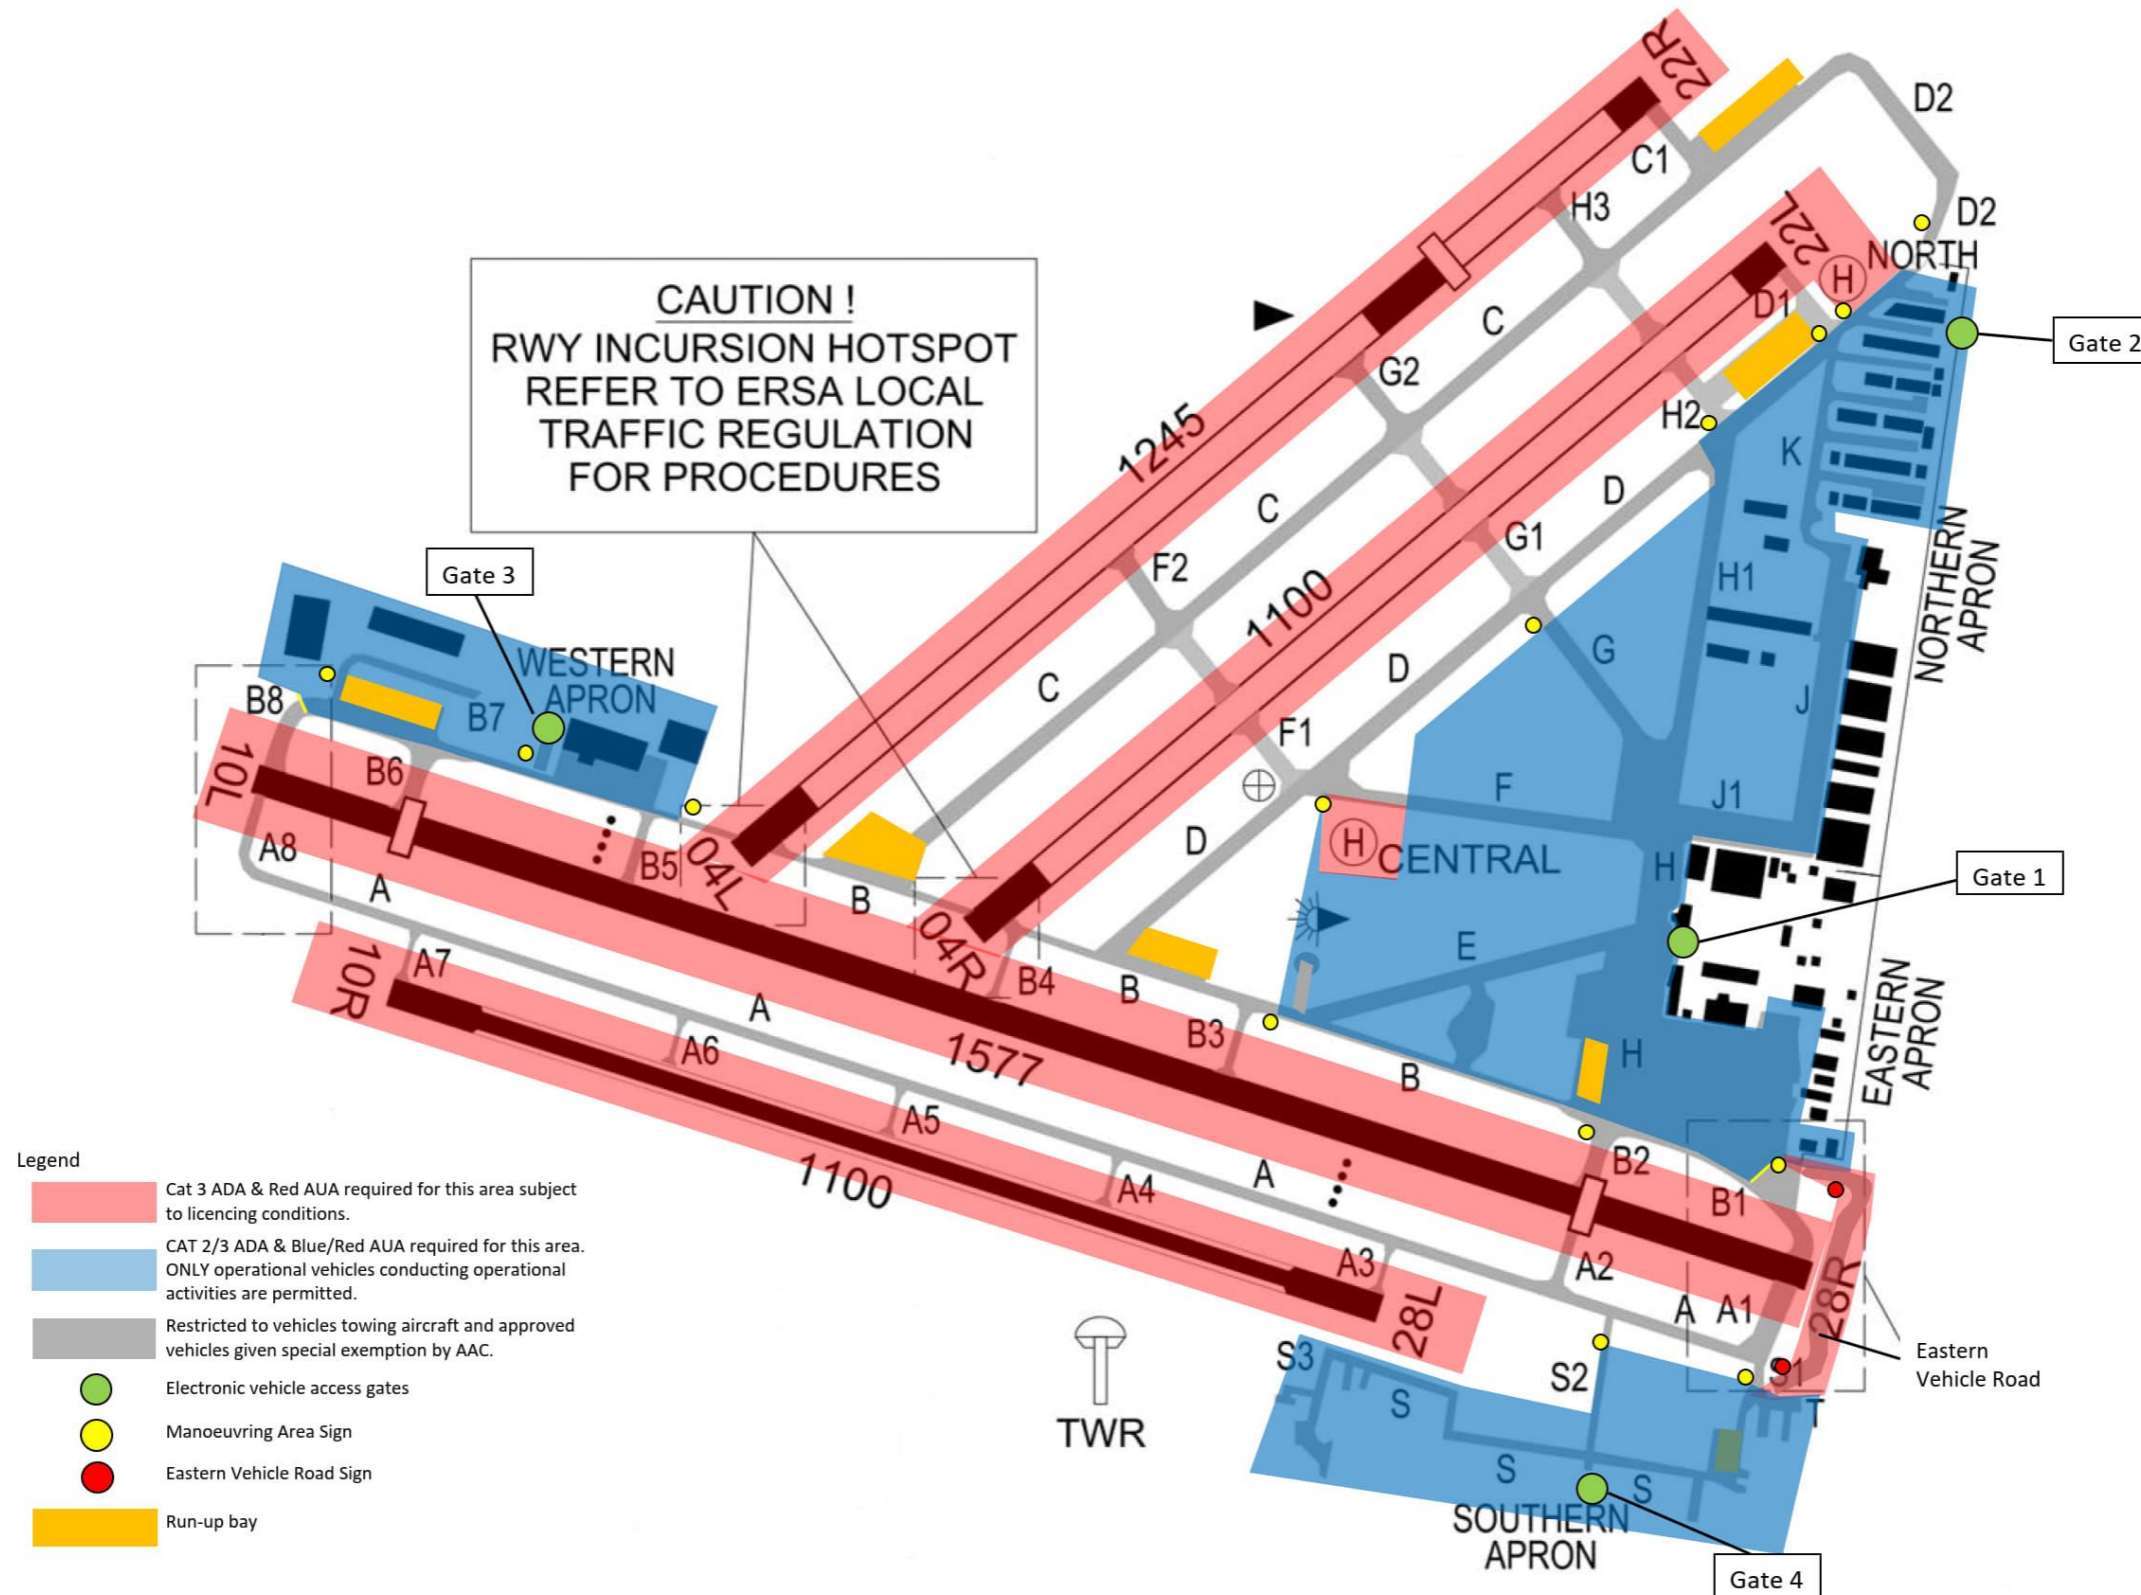 22R
D2
C1
H3
D2
22L
NORTH
H
D1
Gate 2
CAUTION !
RWY INCURSION HOTSPOT
REFER TO ERSA LOCAL
TRAFFIC REGULATION
FOR PROCEDURES
C
G2
H2
1245
K
D
C
G1
Gate 3
F2
H1
1100
NORTHERN
APRON
WESTERN
APRON
G
D
C
B8
B7
J
F1
10L
B6
F
J1
A8
B5
04L
D
H
CENTRAL
H
Gate 1
A
B
04R
E
A7
10R
B4
B
A
B3
A6
1577
H
B
EASTERN
APRON
A5
1100
A
A4
B2
B1
A3
A2
28L
A
A1
28R
TWR
S3
S2
S1
Eastern
Vehicle Road
S
T
S
S
SOUTHERN
APRON
Gate 4
Legend
Cat 3 ADA & Red AUA required for this area subject
to licencing conditions.
CAT 2/3 ADA & Blue/Red AUA required for this area.
ONLY operational vehicles conducting operational
activities are permitted.
Restricted to vehicles towing aircraft and approved
vehicles given special exemption by AAC.
Electronic vehicle access gates
Manoeuvring Area Sign
Eastern Vehicle Road Sign
Run-up bay